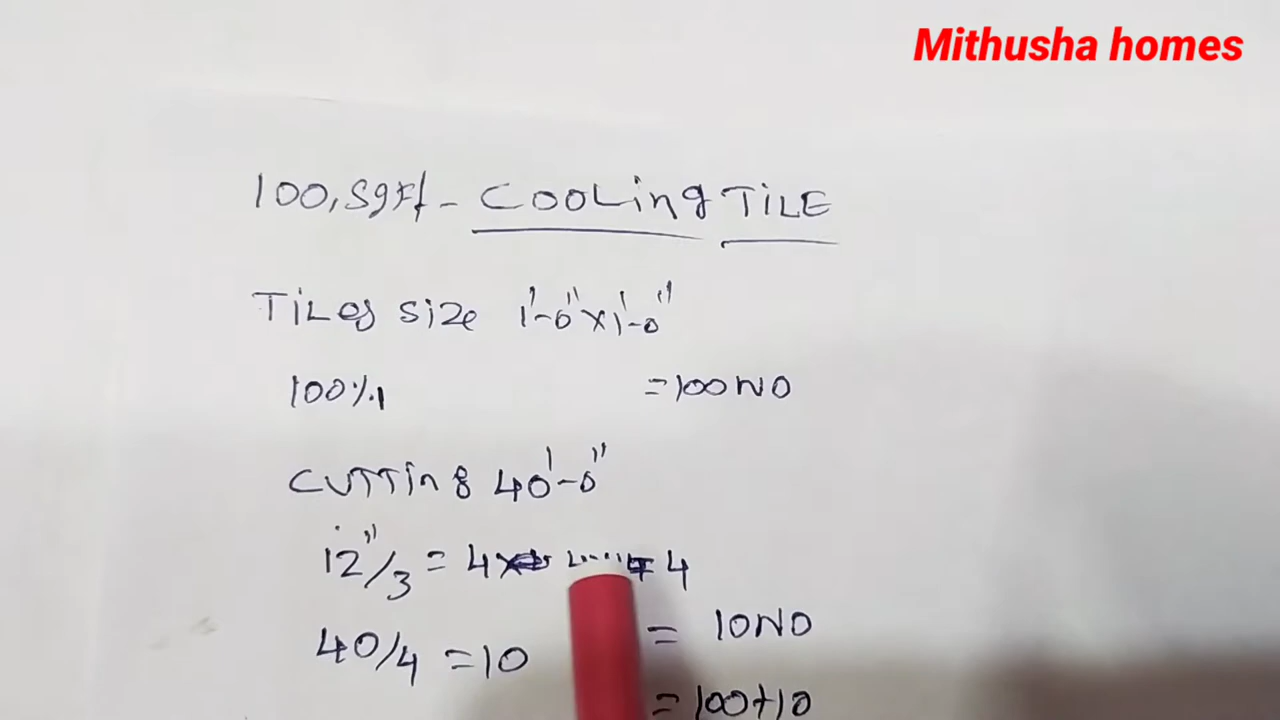 Mithusha homes
100, Sqft - COOLing TILE
TILes size 1'-0" x 1'-0"
100/.1 =100NO
CUTTING 40'-0"
12"/3 = 4 = 4
40/4 =10 = 10NO
= 100+10